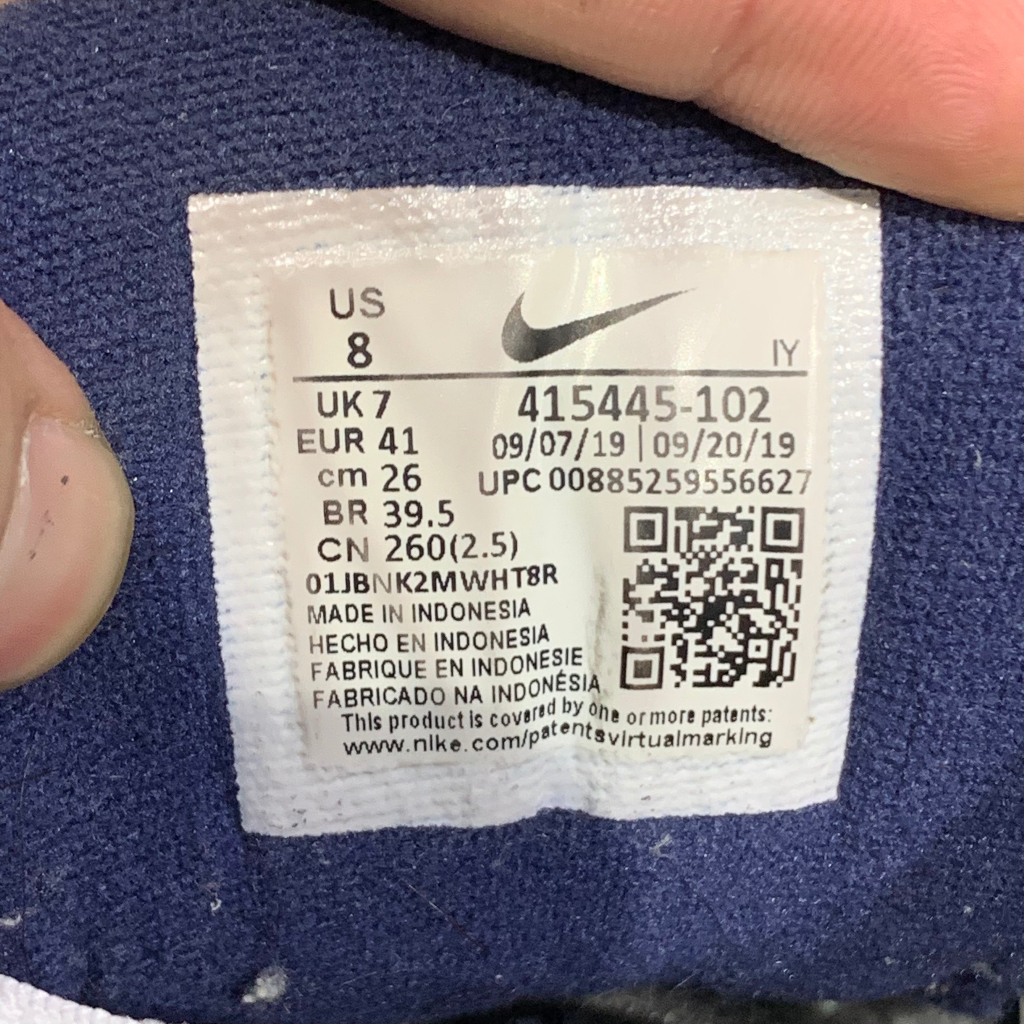 US
8
IY
UK 7
415445-102
EUR 41
09/07/19 | 09/20/19
cm 26
UPC 00885259556627
BR 39.5
CN 260(2.5)
01JBNK2MWHT8R
MADE IN INDONESIA
HECHO EN INDONESIA
FABRIQUE EN INDONESIE
FABRICADO NA INDONÉSIA
This product is covered by one or more patents:
www.nike.com/patentsvirtualmarking